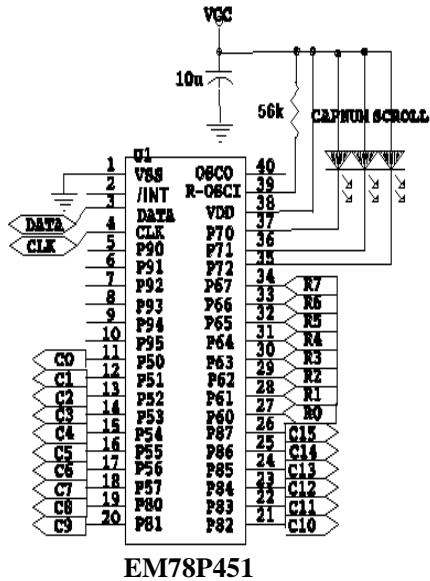 VCC
10u
56k
CAPNUM SCROLL
U1
1 VSS OSCO 40
2 /INT R-OSCI 39
DATA 3 DATA VDD 38
CLK 4 CLK P70 37
5 P90 P71 36
6 P91 P72 35
7 P92 P67 34 R7
8 P93 P66 33 R6
9 P94 P65 32 R5
10 P95 P64 31 R4
C0 11 P50 P63 30 R3
C1 12 P51 P62 29 R2
C2 13 P52 P61 28 R1
C3 14 P53 P60 27 R0
C4 15 P54 P87 26 C15
C5 16 P55 P86 25 C14
C6 17 P56 P85 24 C13
C7 18 P57 P84 23 C12
C8 19 P80 P83 22 C11
C9 20 P81 P82 21 C10
EM78P451